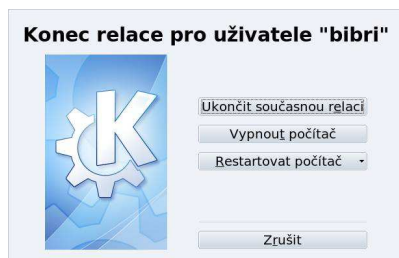 Konec relace pro uživatele "bibri"
Ukončit současnou relaci
Vypnout počítač
Restartovat počítač
Zrušit